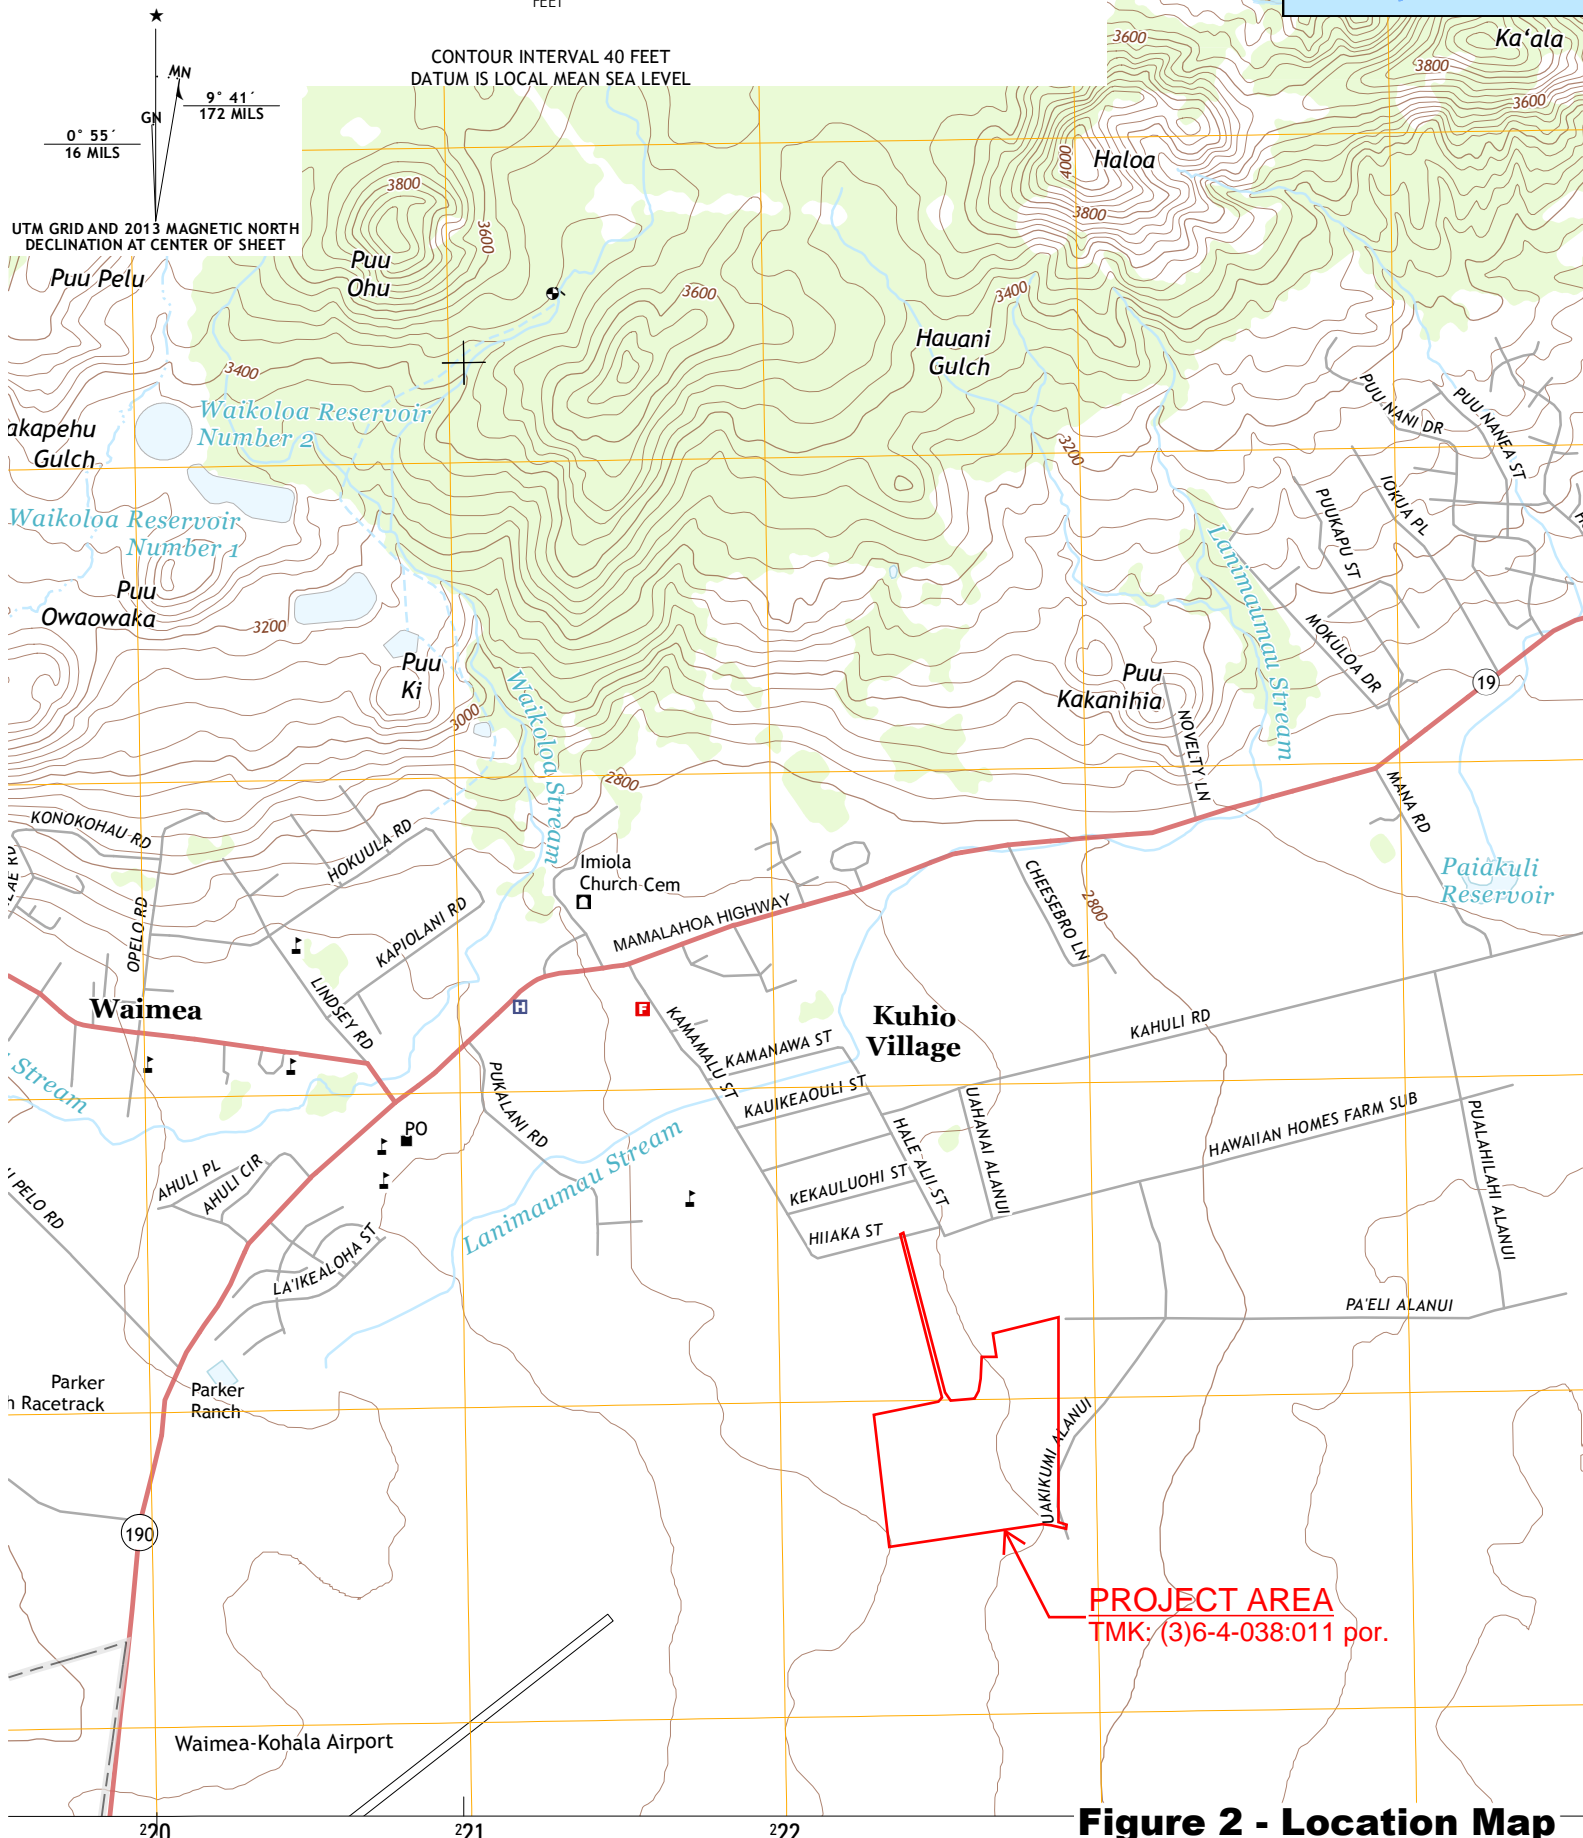 FEET
CONTOUR INTERVAL 40 FEET
DATUM IS LOCAL MEAN SEA LEVEL
MN
GN
9° 41´
172 MILS
0° 55´
16 MILS
UTM GRID AND 2013 MAGNETIC NORTH
DECLINATION AT CENTER OF SHEET
3600
Ka‘ala
3800
3600
Haloa
4000
3800
3800
3600
Puu
Ohu
Puu Pelu
3600
3400
Hauani
Gulch
3400
Waikoloa Reservoir
Number 2
akapehu
Gulch
Waikoloa Reservoir
Number 1
Puu
Owaowaka
3200
Puu
Ki
3000
Waikoloa Stream
3200
Lanimaumau Stream
Puu
Kakanihia
PUU NANI DR
PUU NANEA ST
IOKUA PL
PUUKAPU ST
MOKULOA DR
19
NOVELTY LN
MANA RD
2800
KONOKOHAU RD
HOKUULA RD
OPELO RD
KAPIOLANI RD
LINDSEY RD
Imiola
Church Cem
MAMALAHOA HIGHWAY
CHEESEBRO LN
2800
Paiakuli
Reservoir
Waimea
H
F
KAMAMALU ST
Kuhio
Village
KAHULI RD
KAMANAWA ST
KAUIKEAOULI ST
Stream
PUKALANI RD
PO
HALE ALII ST
UAHANAI ALANUI
HAWAIIAN HOMES FARM SUB
PUALAHILAHI ALANUI
Lanimaumau Stream
AHULI PL
AHULI CIR
KEKAULUOHI ST
HIIAKA ST
PELO RD
LA'IKEALOHA ST
PA'ELI ALANUI
Parker
h Racetrack
Parker
Ranch
UAKIKUMI ALANUI
190
PROJECT AREA
TMK: (3)6-4-038:011 por.
Waimea-Kohala Airport
220
221
222
Figure 2 - Location Map